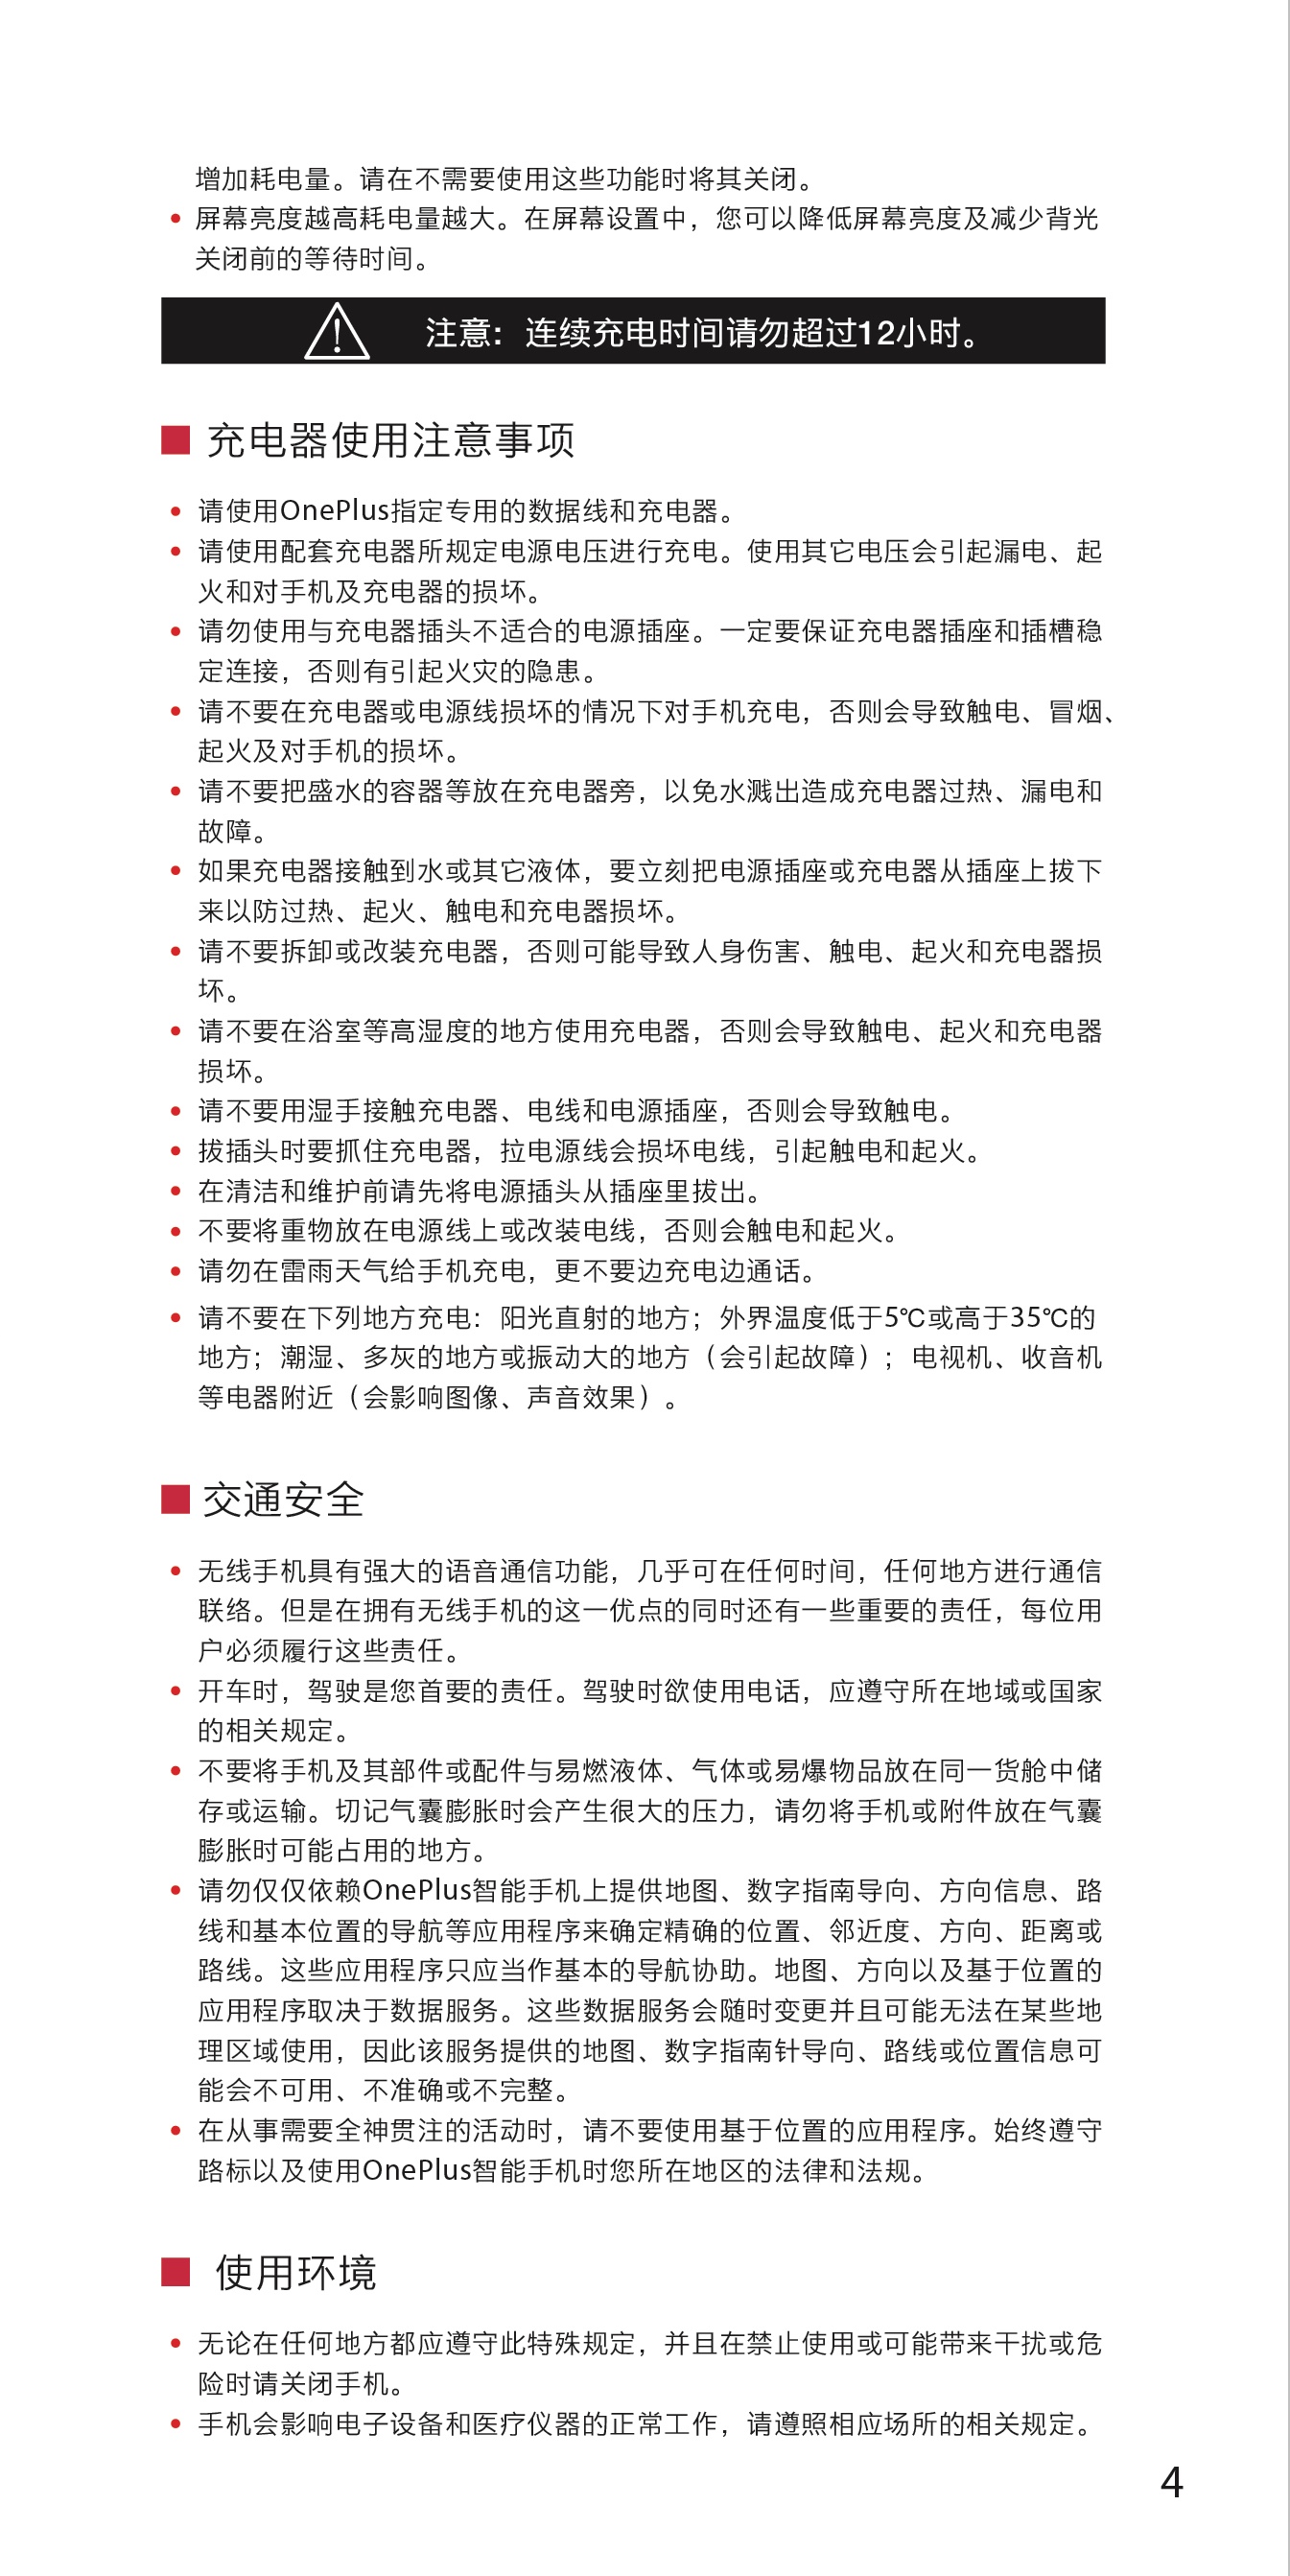 增加耗电量。请在不需要使用这些功能时将其关闭。
• 屏幕亮度越高耗电量越大。在屏幕设置中，您可以降低屏幕亮度及减少背光
关闭前的等待时间。
注意：连续充电时间请勿超过12小时。
充电器使用注意事项
• 请使用OnePlus指定专用的数据线和充电器。
• 请使用配套充电器所规定电源电压进行充电。使用其它电压会引起漏电、起
火和对手机及充电器的损坏。
• 请勿使用与充电器插头不适合的电源插座。一定要保证充电器插座和插槽稳
定连接，否则有引起火灾的隐患。
• 请不要在充电器或电源线损坏的情况下对手机充电，否则会导致触电、冒烟、
起火及对手机的损坏。
• 请不要把盛水的容器等放在充电器旁，以免水溅出造成充电器过热、漏电和
故障。
• 如果充电器接触到水或其它液体，要立刻把电源插座或充电器从插座上拔下
来以防过热、起火、触电和充电器损坏。
• 请不要拆卸或改装充电器，否则可能导致人身伤害、触电、起火和充电器损
坏。
• 请不要在浴室等高湿度的地方使用充电器，否则会导致触电、起火和充电器
损坏。
• 请不要用湿手接触充电器、电线和电源插座，否则会导致触电。
• 拔插头时要抓住充电器，拉电源线会损坏电线，引起触电和起火。
• 在清洁和维护前请先将电源插头从插座里拔出。
• 不要将重物放在电源线上或改装电线，否则会触电和起火。
• 请勿在雷雨天气给手机充电，更不要边充电边通话。
• 请不要在下列地方充电：阳光直射的地方；外界温度低于5℃或高于35℃的
地方；潮湿、多灰的地方或振动大的地方（会引起故障）；电视机、收音机
等电器附近（会影响图像、声音效果）。
交通安全
• 无线手机具有强大的语音通信功能，几乎可在任何时间，任何地方进行通信
联络。但是在拥有无线手机的这一优点的同时还有一些重要的责任，每位用
户必须履行这些责任。
• 开车时，驾驶是您首要的责任。驾驶时欲使用电话，应遵守所在地域或国家
的相关规定。
• 不要将手机及其部件或配件与易燃液体、气体或易爆物品放在同一货舱中储
存或运输。切记气囊膨胀时会产生很大的压力，请勿将手机或附件放在气囊
膨胀时可能占用的地方。
• 请勿仅仅依赖OnePlus智能手机上提供地图、数字指南导向、方向信息、路
线和基本位置的导航等应用程序来确定精确的位置、邻近度、方向、距离或
路线。这些应用程序只应当作基本的导航协助。地图、方向以及基于位置的
应用程序取决于数据服务。这些数据服务会随时变更并且可能无法在某些地
理区域使用，因此该服务提供的地图、数字指南针导向、路线或位置信息可
能会不可用、不准确或不完整。
• 在从事需要全神贯注的活动时，请不要使用基于位置的应用程序。始终遵守
路标以及使用OnePlus智能手机时您所在地区的法律和法规。
使用环境
• 无论在任何地方都应遵守此特殊规定，并且在禁止使用或可能带来干扰或危
险时请关闭手机。
• 手机会影响电子设备和医疗仪器的正常工作，请遵照相应场所的相关规定。
4